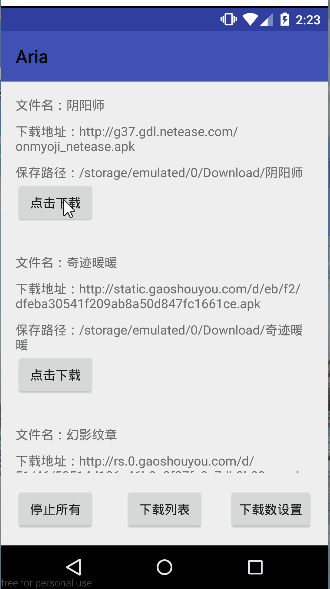 2:23
Aria
文件名：阴阳师
下载地址：http://g37.gdl.netease.com/
onmyoji_netease.apk
保存路径：/storage/emulated/0/Download/阴阳师
点击下载
文件名：奇迹暖暖
下载地址：http://static.gaoshouyou.com/d/eb/f2/
dfeba30541f209ab8a50d847fc1661ce.apk
保存路径：/storage/emulated/0/Download/奇迹暖
暖
点击下载
文件名：幻影纹章
下载地址：http://rs.0.gaoshouyou.com/d/
停止所有 下载列表 下载数设置
free for personal use